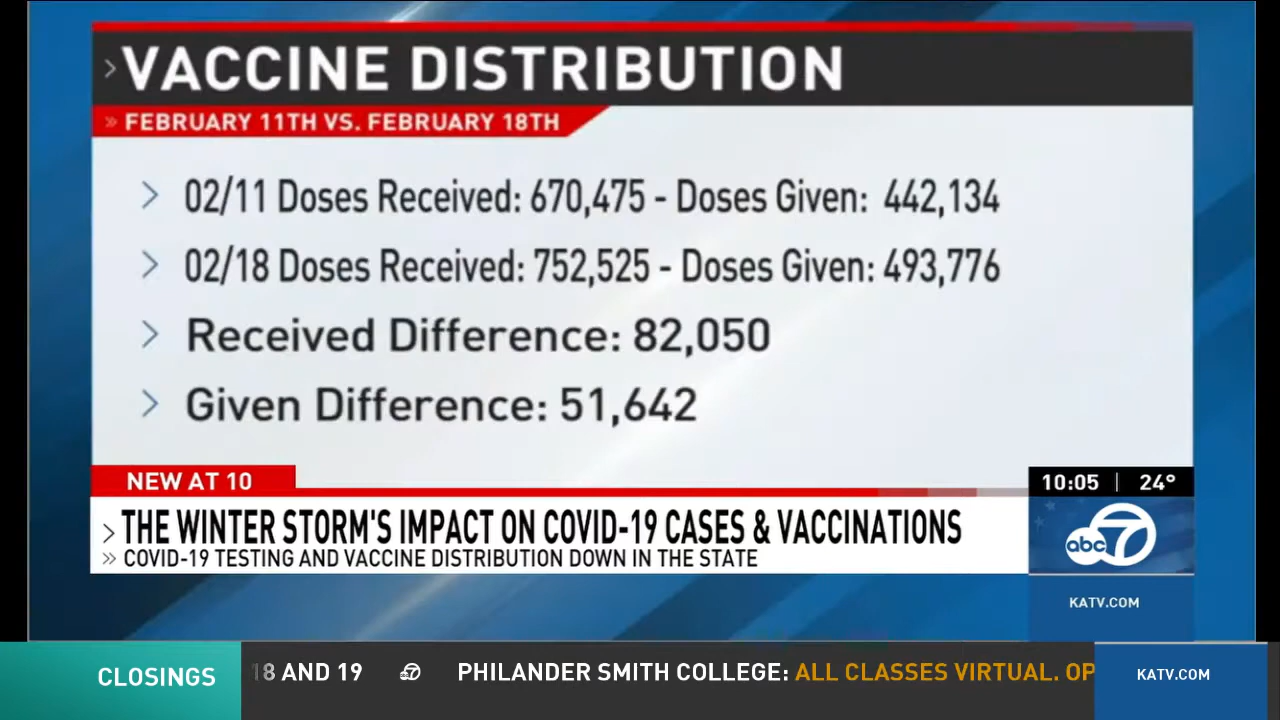 VACCINE DISTRIBUTION
FEBRUARY 11TH VS. FEBRUARY 18TH
02/11 Doses Received: 670,475 - Doses Given: 442,134
02/18 Doses Received: 752,525 - Doses Given: 493,776
Received Difference: 82,050
Given Difference: 51,642
NEW AT 10
10:05 | 24°
THE WINTER STORM'S IMPACT ON COVID-19 CASES & VACCINATIONS
COVID-19 TESTING AND VACCINE DISTRIBUTION DOWN IN THE STATE
abc 7
KATV.COM
CLOSINGS
18 AND 19 abc 7 PHILANDER SMITH COLLEGE: ALL CLASSES VIRTUAL. OP
KATV.COM